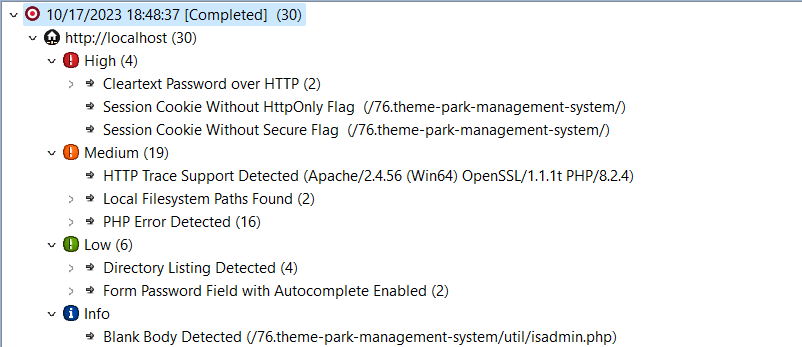 10/17/2023 18:48:37 [Completed] (30)
http://localhost (30)
High (4)
Cleartext Password over HTTP (2)
Session Cookie Without HttpOnly Flag (/76.theme-park-management-system/)
Session Cookie Without Secure Flag (/76.theme-park-management-system/)
Medium (19)
HTTP Trace Support Detected (Apache/2.4.56 (Win64) OpenSSL/1.1.1t PHP/8.2.4)
Local Filesystem Paths Found (2)
PHP Error Detected (16)
Low (6)
Directory Listing Detected (4)
Form Password Field with Autocomplete Enabled (2)
Info
Blank Body Detected (/76.theme-park-management-system/util/isadmin.php)